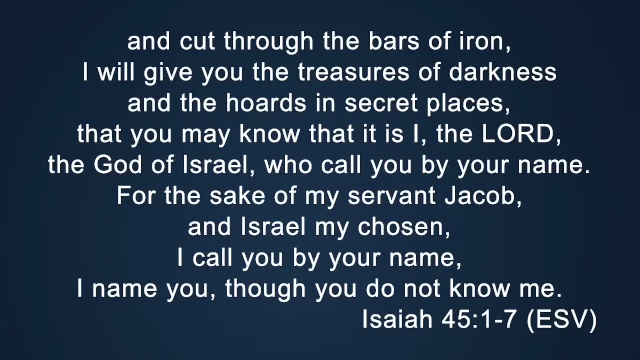 and cut through the bars of iron,
I will give you the treasures of darkness
and the hoards in secret places,
that you may know that it is I, the LORD,
the God of Israel, who call you by your name.
For the sake of my servant Jacob,
and Israel my chosen,
I call you by your name,
I name you, though you do not know me.
Isaiah 45:1-7 (ESV)